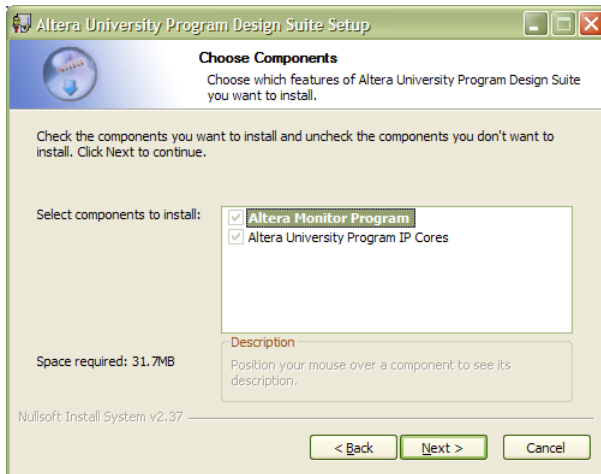 Altera University Program Design Suite Setup
Choose Components
Choose which features of Altera University Program Design Suite
you want to install.
Check the components you want to install and uncheck the components you don't want to
install. Click Next to continue.
Select components to install:
Altera Monitor Program
Altera University Program IP Cores
Description
Position your mouse over a component to see its
description.
Space required: 31.7MB
Nullsoft Install System v2.37
< Back
Next >
Cancel